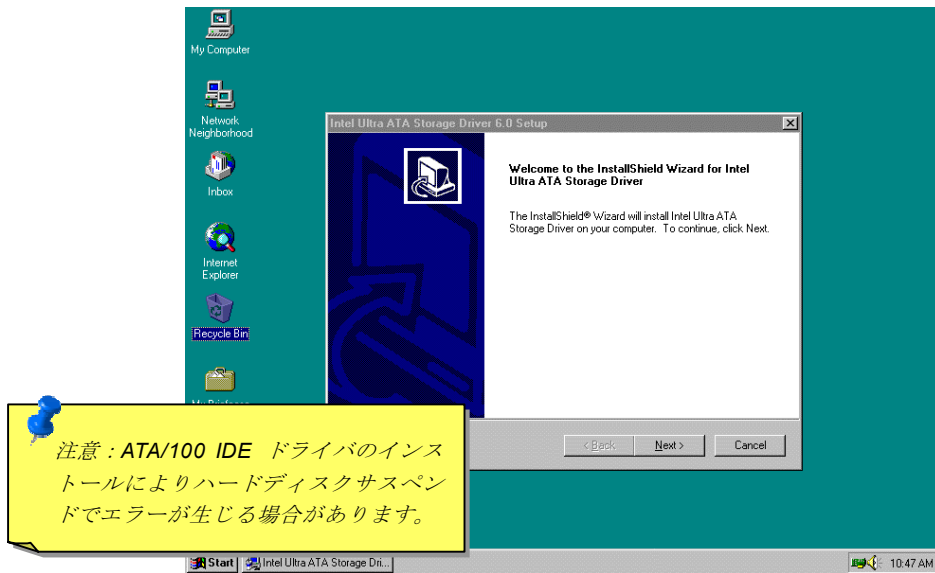 My Computer
Network
Neighborhood
Inbox
Internet
Explorer
Recycle Bin
Intel Ultra ATA Storage Driver 6.0 Setup
Welcome to the InstallShield Wizard for Intel
Ultra ATA Storage Driver
The InstallShield® Wizard will install Intel Ultra ATA
Storage Driver on your computer. To continue, click Next.
< Back
Next >
Cancel
注意：ATA/100 IDE ドライバのインス
トールによりハードディスクサスペン
ドでエラーが生じる場合があります。
Start
Intel Ultra ATA Storage Dri...
10:47 AM